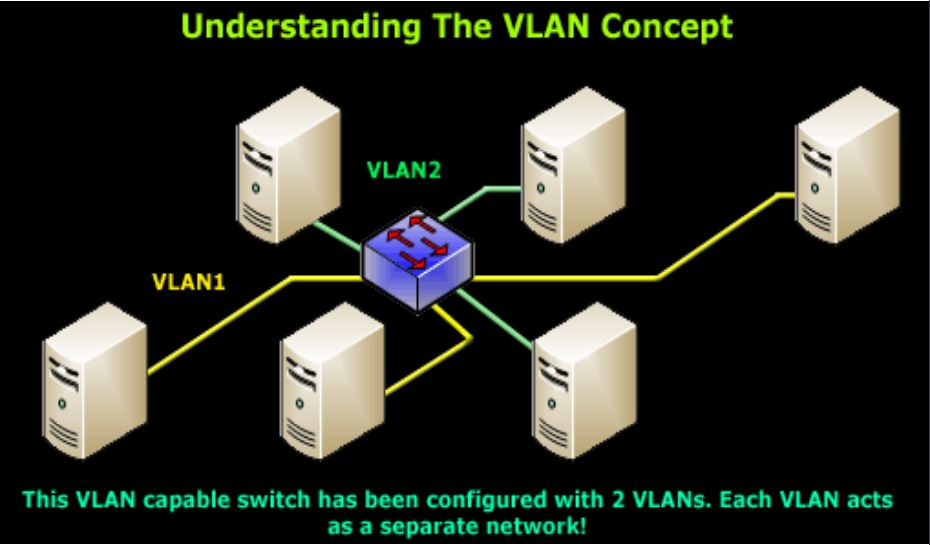 Understanding The VLAN Concept
VLAN2
VLAN1
This VLAN capable switch has been configured with 2 VLANs. Each VLAN acts
as a separate network!